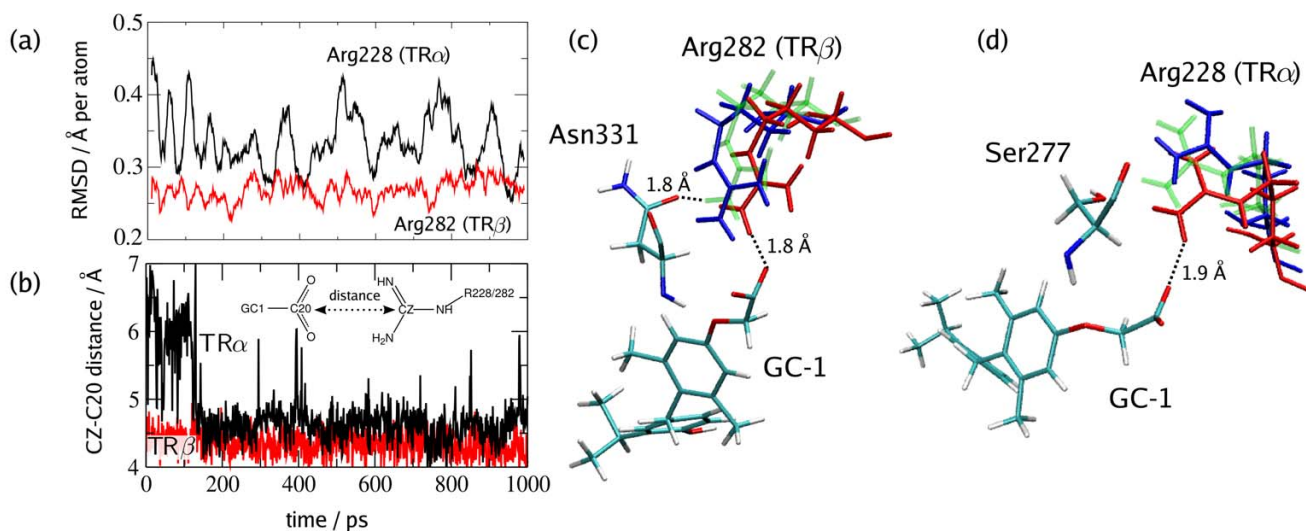 (a)
0.5
0.4
0.3
0.2
RMSD / Å per atom
Arg228 (TRα)
Arg282 (TRβ)
(b)
7
6
5
4
CZ-C20 distance / Å
TRα
TRβ
GC1
C20
O
O
distance
HN
CZ
NH
R228/282
H₂N
0
200
400
600
800
1000
time / ps
(c)
Arg282 (TRβ)
Asn331
1.8 Å
1.8 Å
GC-1
(d)
Arg228 (TRα)
Ser277
1.9 Å
GC-1